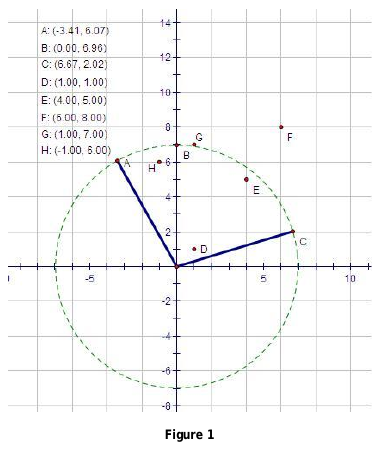 A: (-3.41, 6.07)
B: (0.00, 6.96)
C: (6.67, 2.02)
D: (1.00, 1.00)
E: (4.00, 5.00)
F: (6.00, 8.00)
G: (1.00, 7.00)
H: (-1.00, 6.00)
14
12
10
8
F
G
B
A
H
6
E
4
2
C
D
-5
5
10
-2
-4
-6
-8
Figure 1